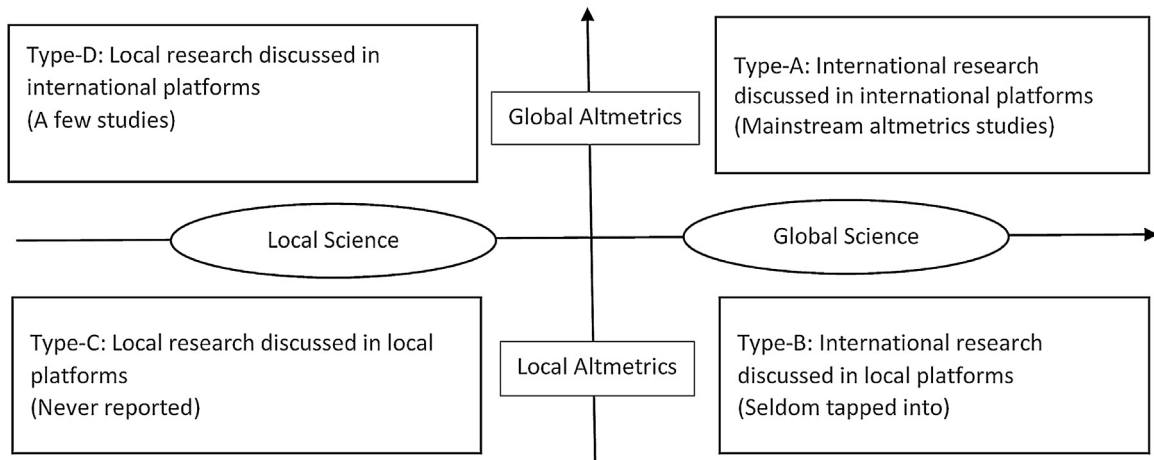 Type-D: Local research discussed in
international platforms
(A few studies)
Global Altmetrics
Type-A: International research
discussed in international platforms
(Mainstream altmetrics studies)
Local Science
Global Science
Type-C: Local research discussed in local
platforms
(Never reported)
Local Altmetrics
Type-B: International research
discussed in local platforms
(Seldom tapped into)